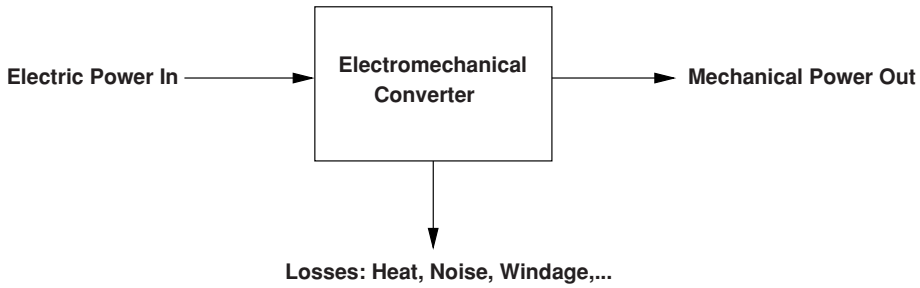 Electric Power In
Electromechanical
Converter
Mechanical Power Out
Losses: Heat, Noise, Windage,...